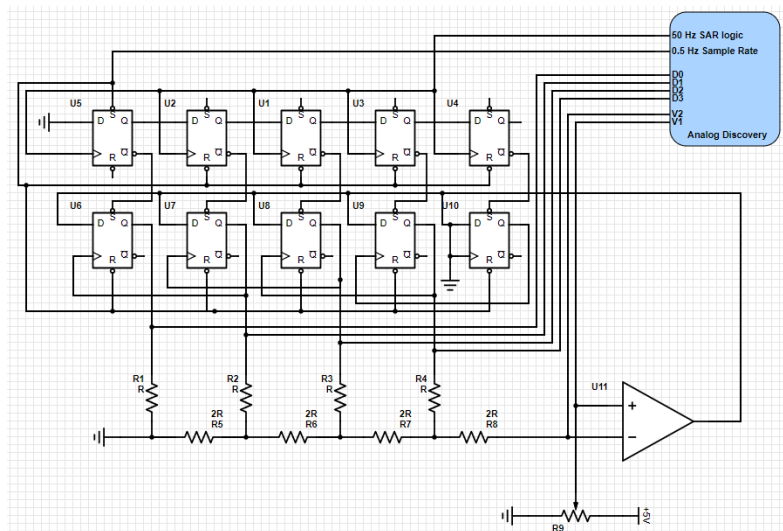 50 Hz SAR logic
0.5 Hz Sample Rate
D0
D1
D2
D3
V2
V1
Analog Discovery
U5 U2 U1 U3 U4
S S S S S
D Q D Q D Q D Q D Q
R Q R Q R Q R Q R Q
U6 U7 U8 U9 U10
S S S S S
D Q D Q D Q D Q D Q
R Q R Q R Q R Q R Q
R1 R2 R3 R4
R R R R
U11
2R 2R 2R 2R
R5 R6 R7 R8
+
−
+5V
R9